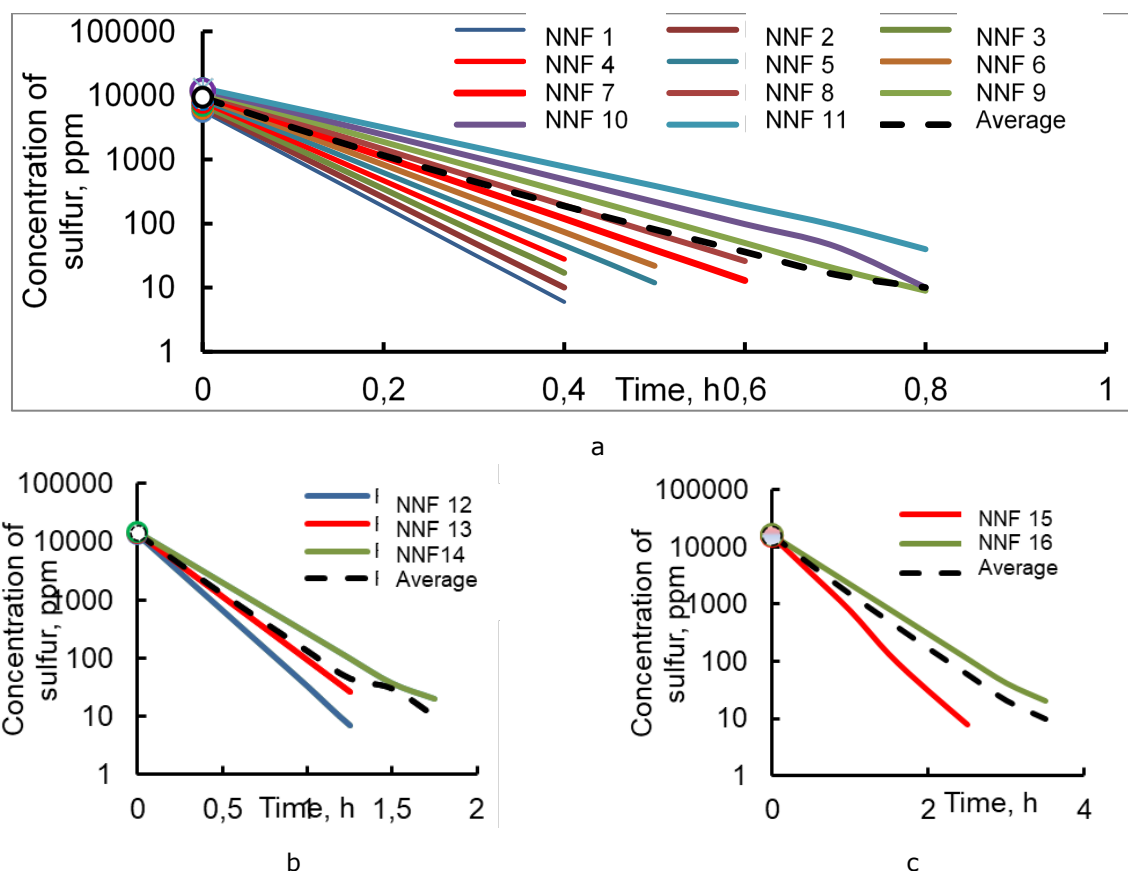 Concentration of
sulfur, ppm
100000
10000
1000
100
10
1
NNF 1
NNF 2
NNF 3
NNF 4
NNF 5
NNF 6
NNF 7
NNF 8
NNF 9
NNF 10
NNF 11
Average
0
0,2
0,4
Time, h
0,6
0,8
1
a
Concentration of
sulfur, ppm
100000
10000
1000
100
10
1
NNF 12
NNF 13
NNF14
Average
0
0,5
Time, h
1
1,5
2
b
Concentration of
sulfur, ppm
100000
10000
1000
100
10
1
NNF 15
NNF 16
Average
0
2
Time, h
4
c